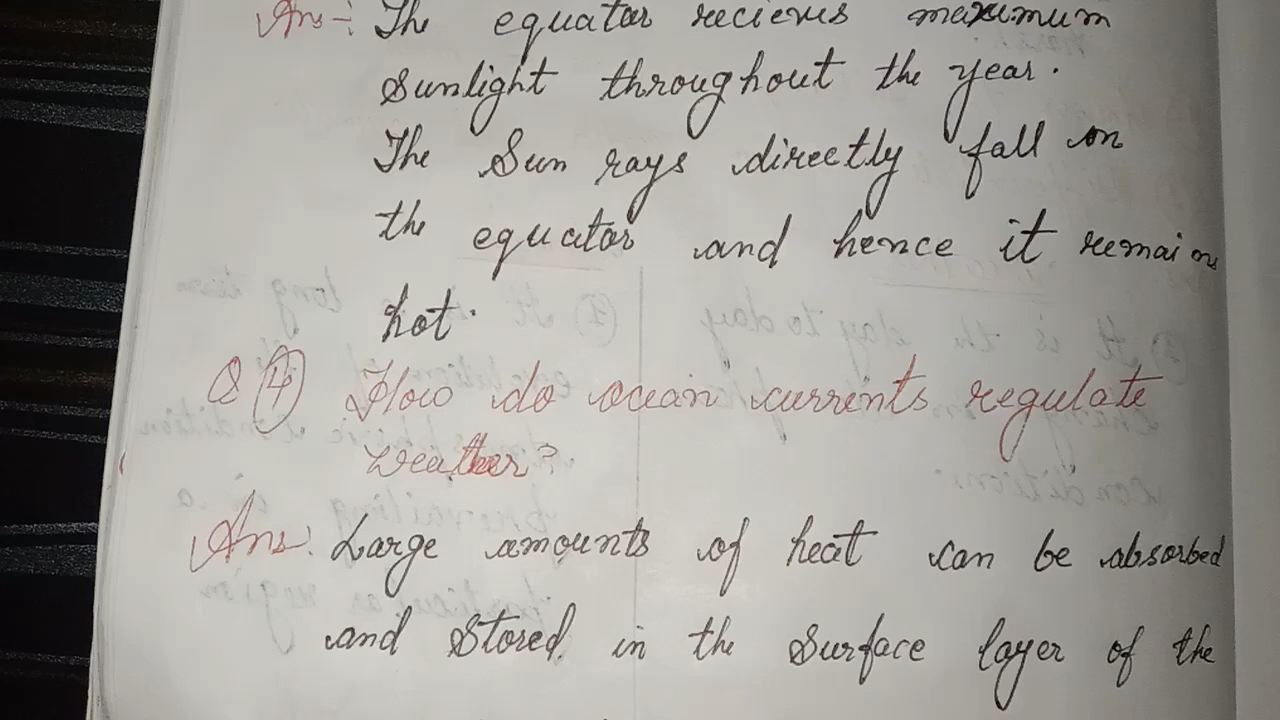 Ans:- The equator recieves maximum
Sunlight throughout the year.
The Sun rays directly fall on
the equator and hence it remain
hot.
Q 4 How do ocean currents regulate
weather?
Ans. Large amounts of heat can be absorbed
and Stored in the Surface layer of the